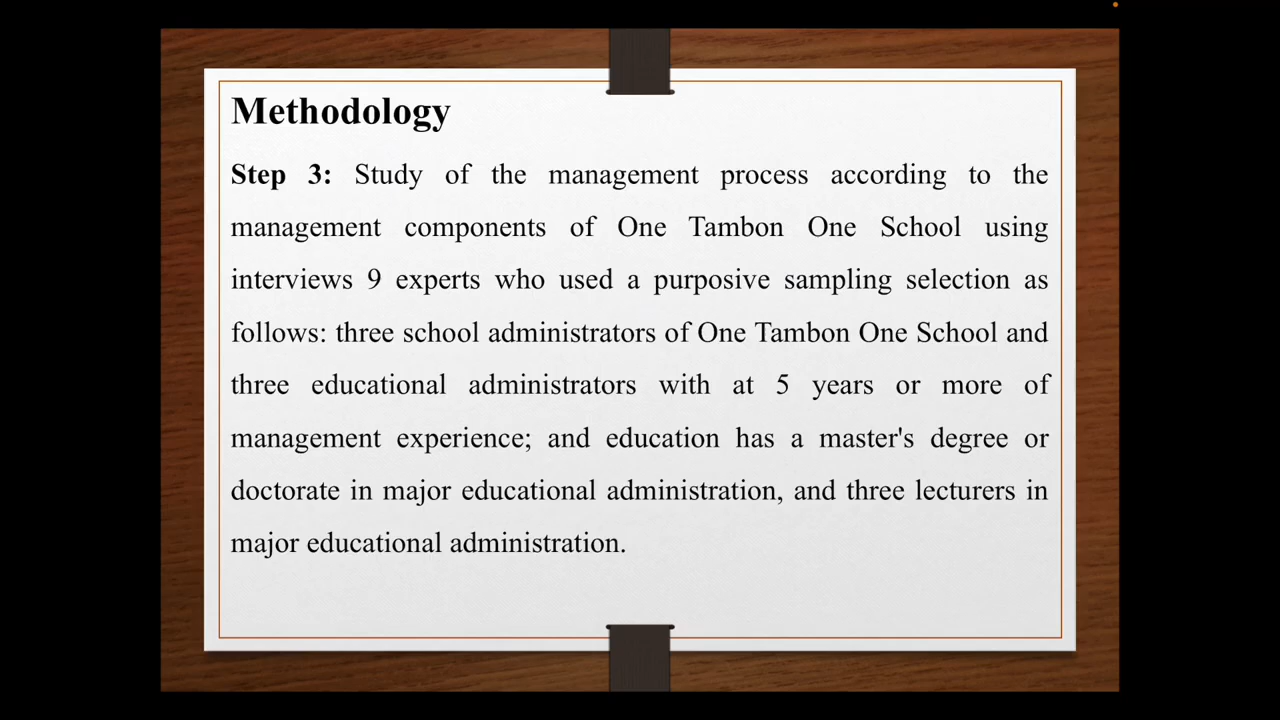 Methodology
Step 3: Study of the management process according to the
management components of One Tambon One School using
interviews 9 experts who used a purposive sampling selection as
follows: three school administrators of One Tambon One School and
three educational administrators with at 5 years or more of
management experience; and education has a master's degree or
doctorate in major educational administration, and three lecturers in
major educational administration.